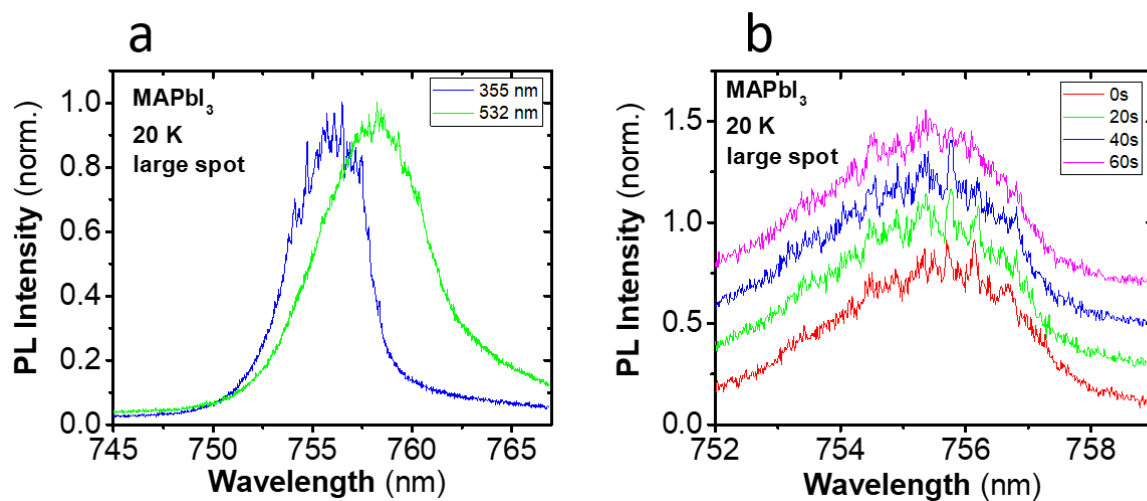 a
b
MAPbI₃
20 K
large spot
355 nm
532 nm
PL Intensity (norm.)
1.0
0.8
0.6
0.4
0.2
0.0
745
750
755
760
765
Wavelength (nm)
MAPbI₃
20 K
large spot
0s
20s
40s
60s
PL Intensity (norm.)
1.5
1.0
0.5
0.0
752
754
756
758
Wavelength (nm)